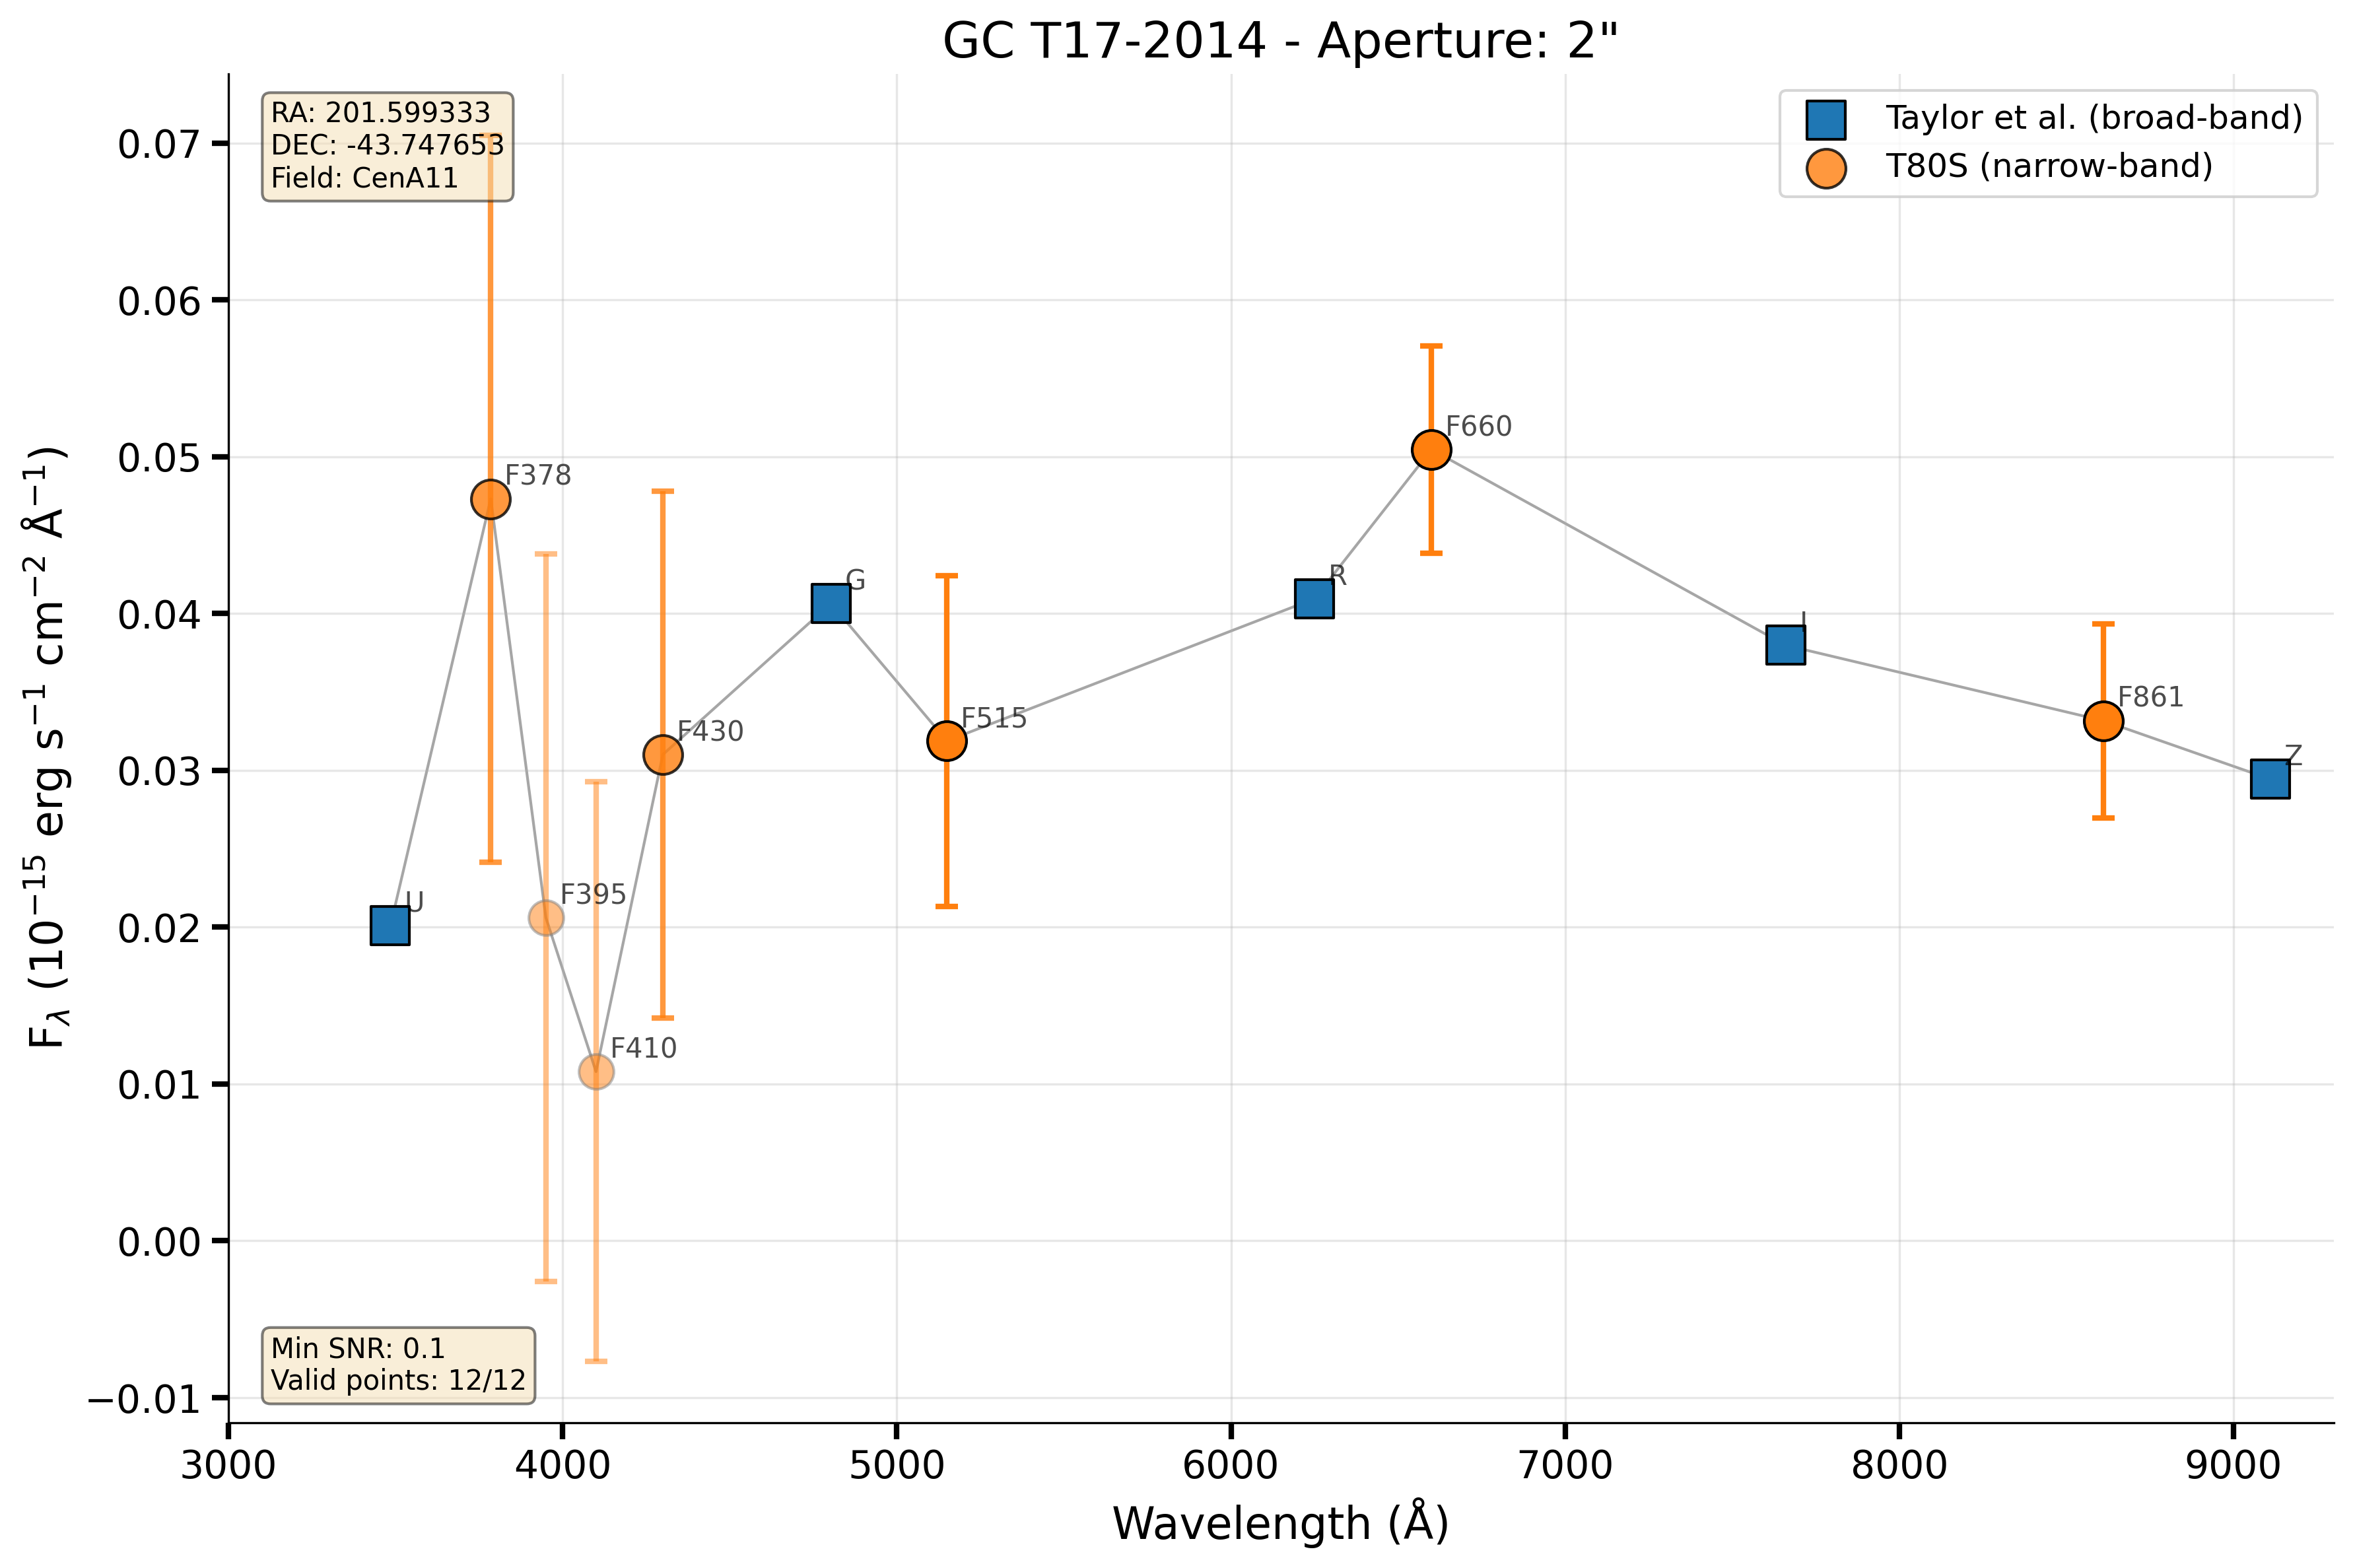 GC T17-2014 - Aperture: 2"
RA: 201.599333
DEC: -43.747653
Field: CenA11
Taylor et al. (broad-band)
T80S (narrow-band)
0.07
0.06
0.05
0.04
0.03
0.02
0.01
0.00
−0.01
F_λ (10⁻¹⁵ erg s⁻¹ cm⁻² Å⁻¹)
U
F378
F395
F410
F430
G
F515
R
F660
I
F861
Z
Min SNR: 0.1
Valid points: 12/12
3000 4000 5000 6000 7000 8000 9000
Wavelength (Å)